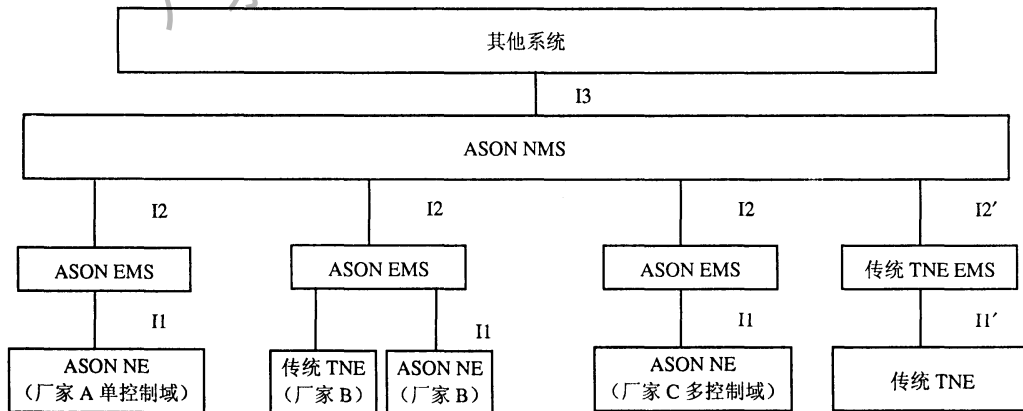 其他系统
I3
ASON NMS
I2
I2
I2
I2′
ASON EMS
ASON EMS
ASON EMS
传统 TNE EMS
I1
I1
I1
I1′
ASON NE
（厂家 A 单控制域）
传统 TNE
（厂家 B）
ASON NE
（厂家 B）
ASON NE
（厂家 C 多控制域）
传统 TNE